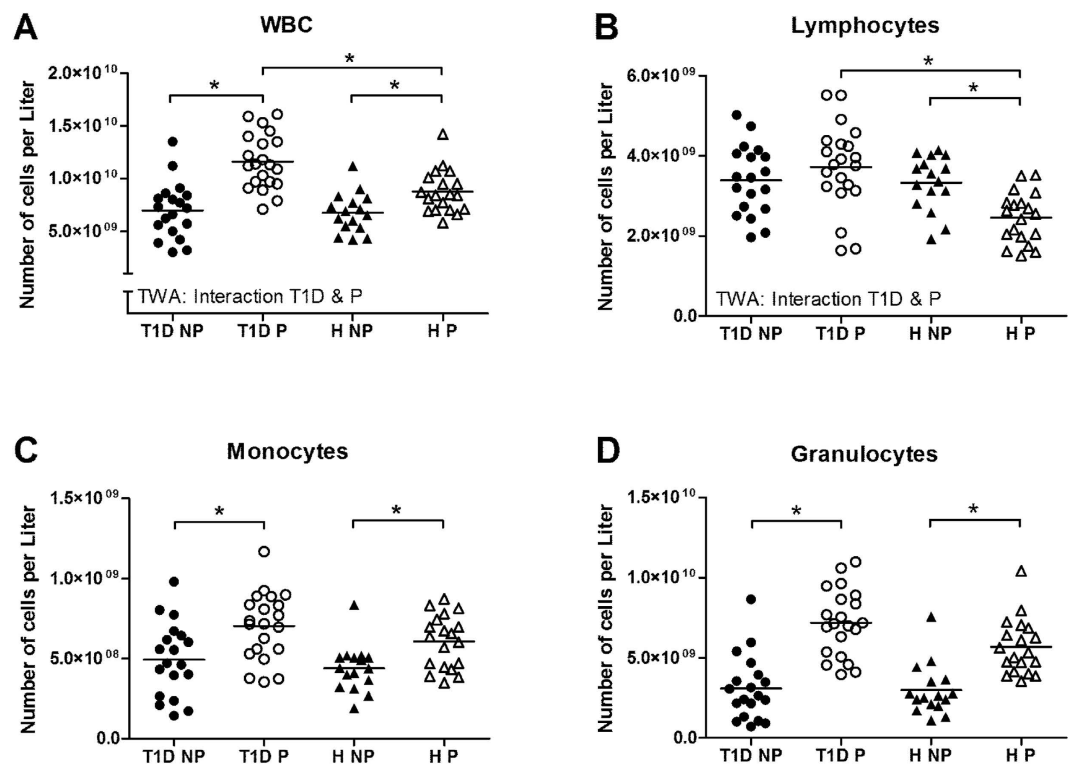 A
WBC
Number of cells per Liter
2.0×10¹⁰
1.5×10¹⁰
1.0×10¹⁰
5.0×10⁰⁹
*
*
*
TWA: Interaction T1D & P
T1D NP
T1D P
H NP
H P
B
Lymphocytes
Number of cells per Liter
6.0×10⁰⁹
4.0×10⁰⁹
2.0×10⁰⁹
0.0
*
*
TWA: Interaction T1D & P
T1D NP
T1D P
H NP
H P
C
Monocytes
Number of cells per Liter
1.5×10⁰⁹
1.0×10⁰⁹
5.0×10⁰⁸
0.0
*
*
T1D NP
T1D P
H NP
H P
D
Granulocytes
Number of cells per Liter
1.5×10¹⁰
1.0×10¹⁰
5.0×10⁰⁹
0.0
*
*
T1D NP
T1D P
H NP
H P